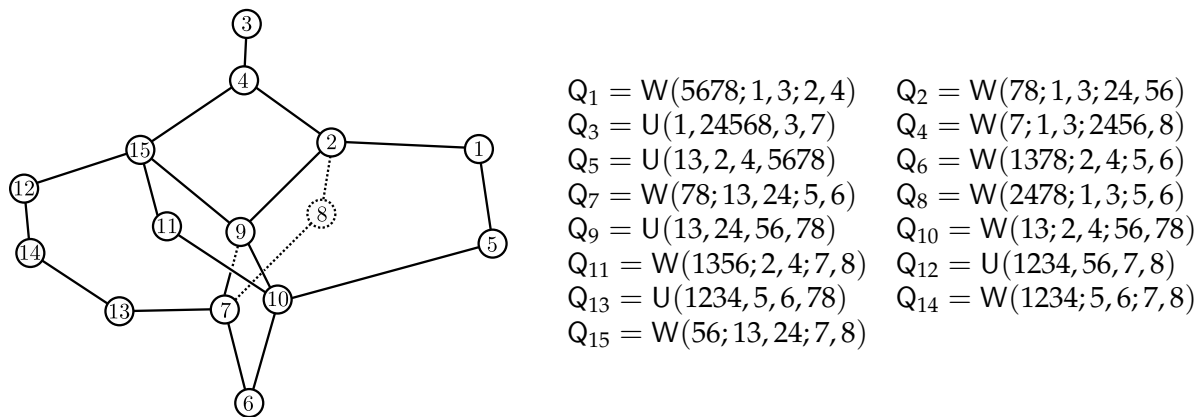 3
4
2
1
15
12
8
11
9
5
14
7
10
13
6
Q₁ = W(5678; 1, 3; 2, 4) Q₂ = W(78; 1, 3; 24, 56)
Q₃ = U(1, 24568, 3, 7) Q₄ = W(7; 1, 3; 2456, 8)
Q₅ = U(13, 2, 4, 5678) Q₆ = W(1378; 2, 4; 5, 6)
Q₇ = W(78; 13, 24; 5, 6) Q₈ = W(2478; 1, 3; 5, 6)
Q₉ = U(13, 24, 56, 78) Q₁₀ = W(13; 2, 4; 56, 78)
Q₁₁ = W(1356; 2, 4; 7, 8) Q₁₂ = U(1234, 56, 7, 8)
Q₁₃ = U(1234, 5, 6, 78) Q₁₄ = W(1234; 5, 6; 7, 8)
Q₁₅ = W(56; 13, 24; 7, 8)